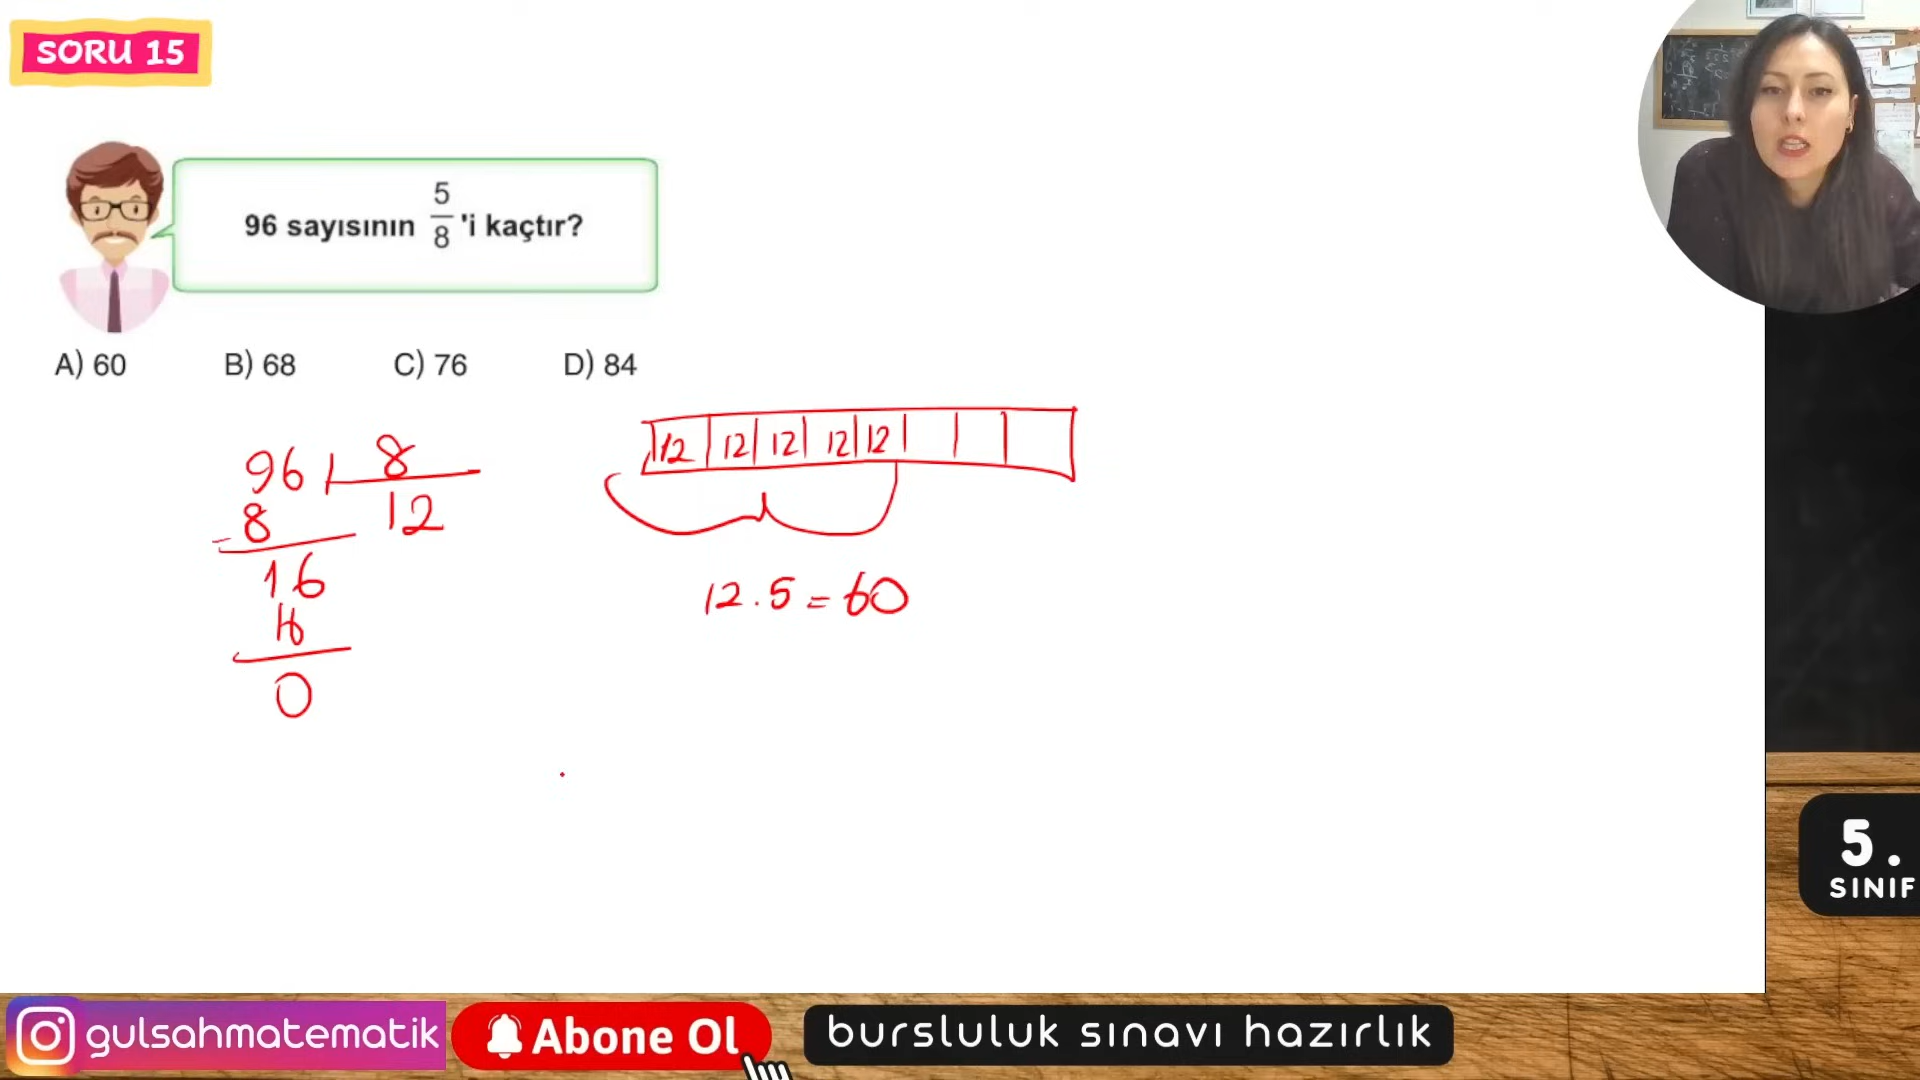 SORU 15
96 sayısının 5/8 'i kaçtır?
A) 60 B) 68 C) 76 D) 84
96 8
8 12
16
16
0
12 12 12 12 12
12.5=60
5.
SINIF
gulsahmatematik
Abone Ol
bursluluk sınavı hazırlık